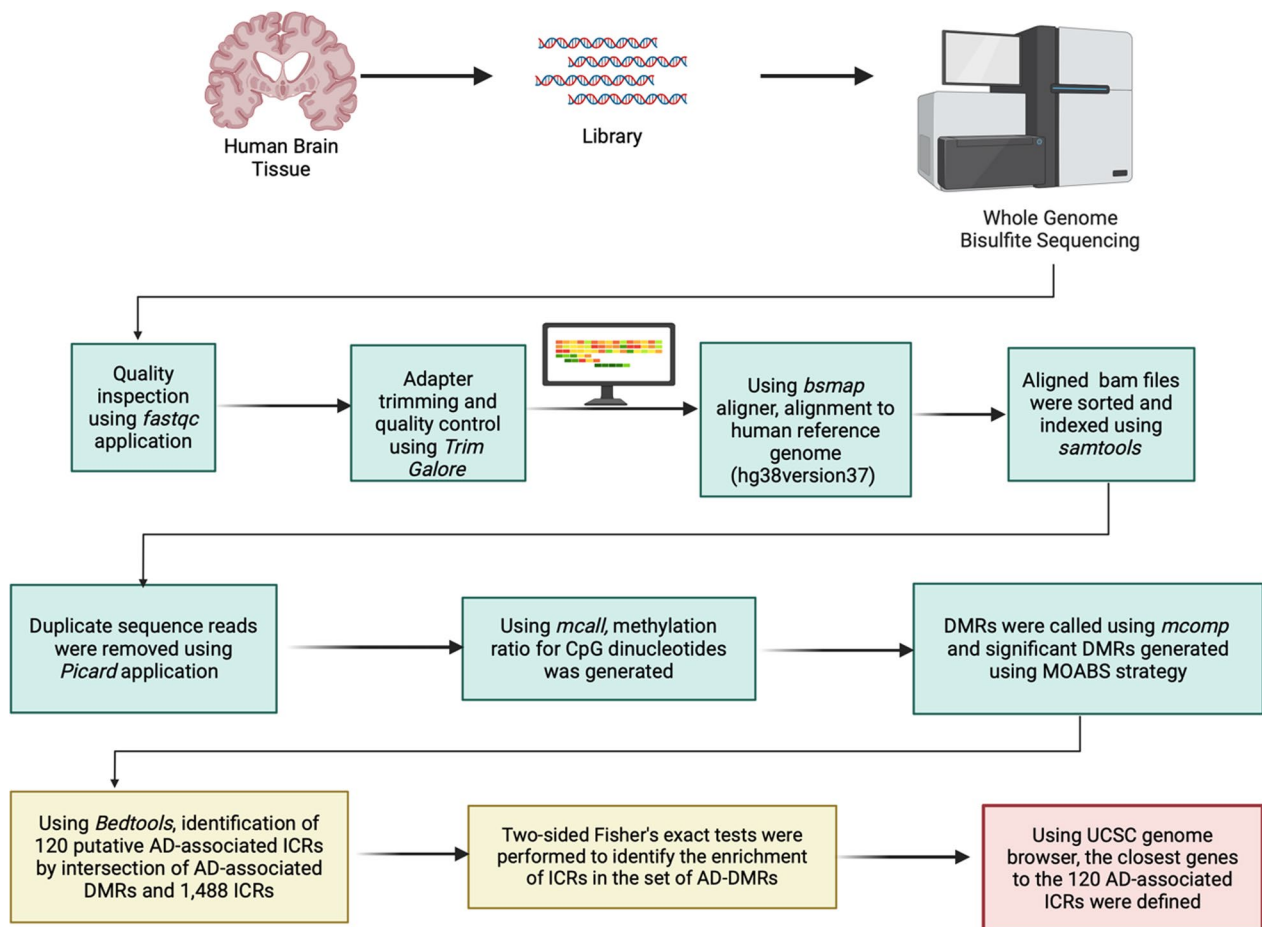 Human Brain
Tissue
Library
Whole Genome
Bisulfite Sequencing
Quality
inspection
using fastqc
application
Adapter
trimming and
quality control
using Trim
Galore
Using bsmap
aligner, alignment to
human reference
genome
(hg38version37)
Aligned bam files
were sorted and
indexed using
samtools
Duplicate sequence reads
were removed using
Picard application
Using mcall, methylation
ratio for CpG dinucleotides
was generated
DMRs were called using mcomp
and significant DMRs generated
using MOABS strategy
Using Bedtools, identification of
120 putative AD-associated ICRs
by intersection of AD-associated
DMRs and 1,488 ICRs
Two-sided Fisher's exact tests were
performed to identify the enrichment
of ICRs in the set of AD-DMRs
Using UCSC genome
browser, the closest genes
to the 120 AD-associated
ICRs were defined